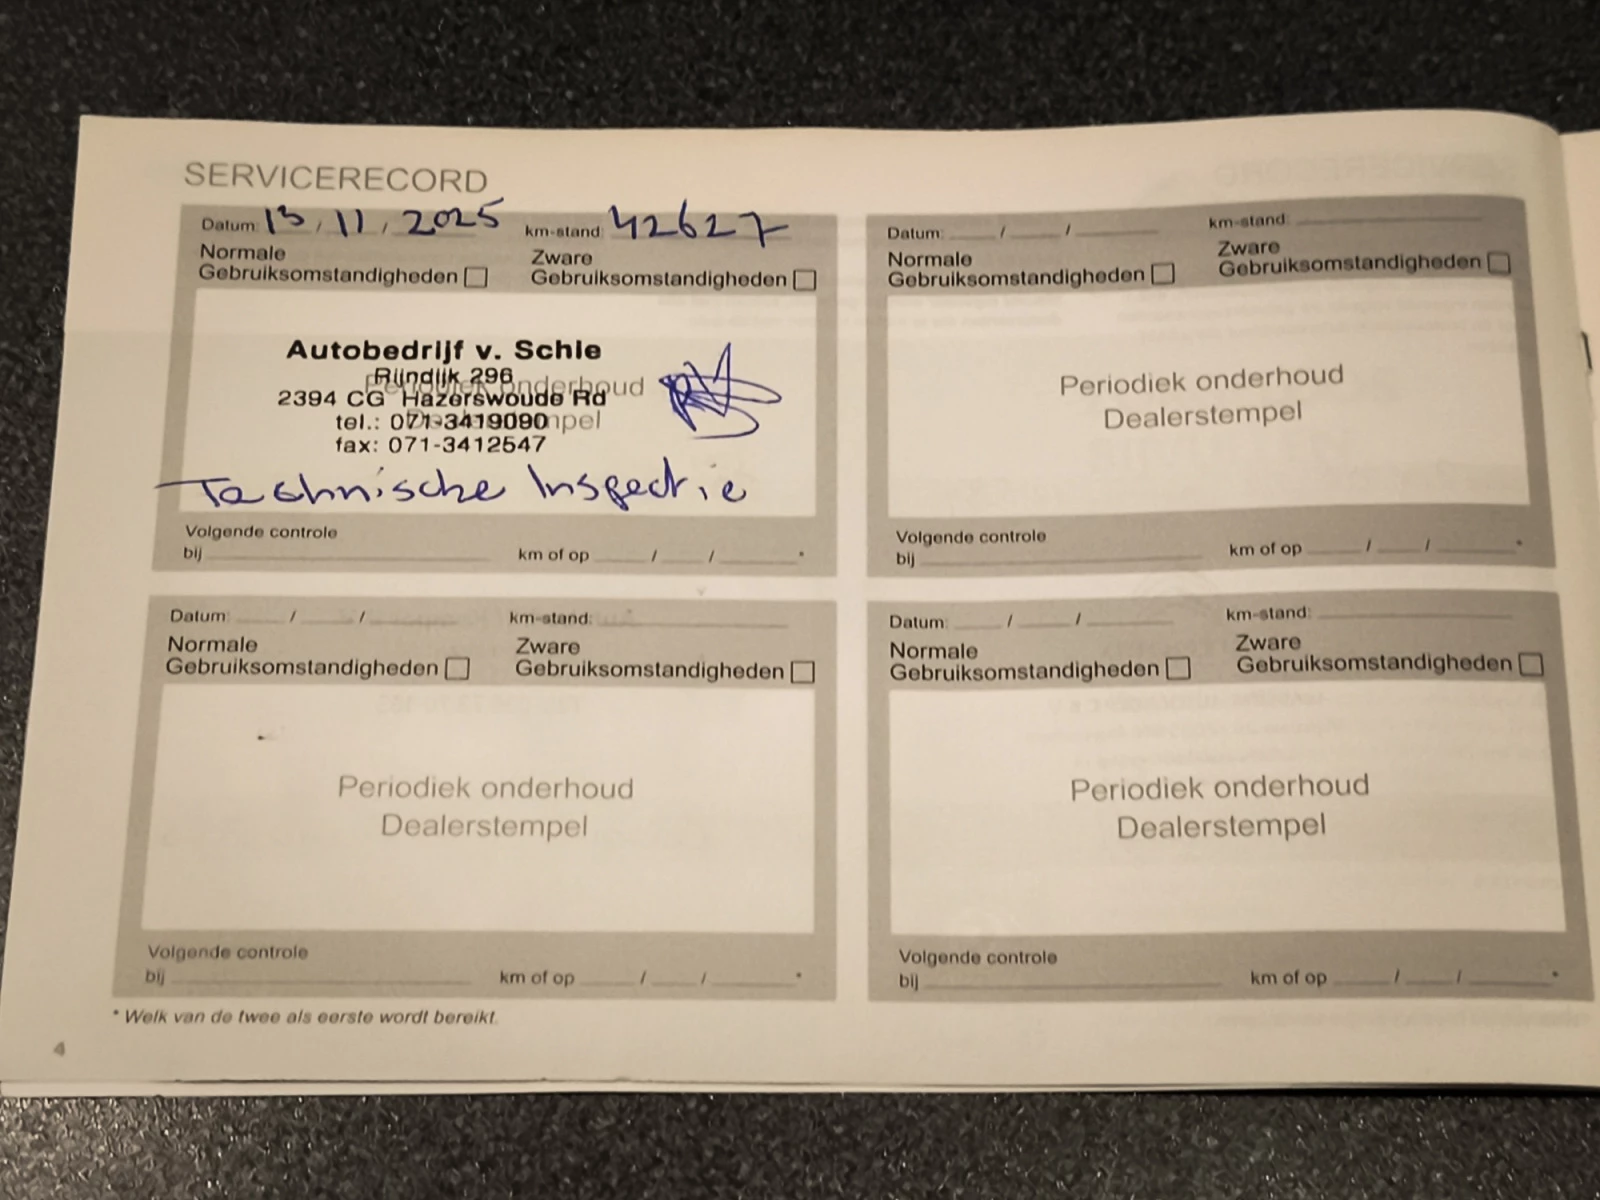 SERVICERECORD
Datum: 13 / 11 / 2025 km-stand: 42627
Normale Zware
Gebruiksomstandigheden Gebruiksomstandigheden
Autobedrijf v. Schie
Rijndijk 296
2394 CG Hazerswoude Rd
Periodiek onderhoud
tel.: 071-3419090
Dealerstempel
fax: 071-3412547
Technische Inspectie
Volgende controle
bij km of op / / *
Datum: / / km-stand:
Normale Zware
Gebruiksomstandigheden Gebruiksomstandigheden
Periodiek onderhoud
Dealerstempel
Volgende controle
bij km of op / / *
Datum: / / km-stand:
Normale Zware
Gebruiksomstandigheden Gebruiksomstandigheden
Periodiek onderhoud
Dealerstempel
Volgende controle
bij km of op / / *
Datum: / / km-stand:
Normale Zware
Gebruiksomstandigheden Gebruiksomstandigheden
Periodiek onderhoud
Dealerstempel
Volgende controle
bij km of op / / *
* Welk van de twee als eerste wordt bereikt.
4